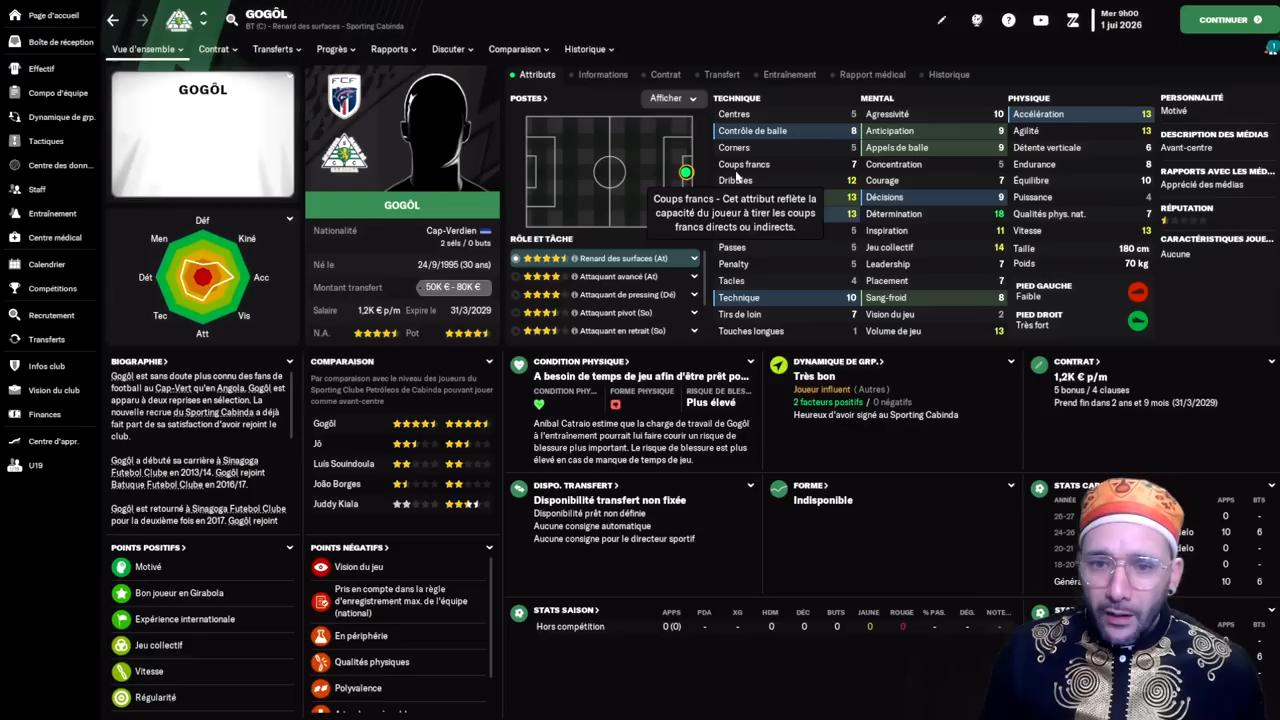 Page d'accueil
Boîte de réception
Effectif
Compo d'équipe
Dynamique de grp.
Tactiques
Centre des donn...
Staff
Entraînement
Centre médical
Calendrier
Compétitions
Recrutement
Transferts
Infos club
Vision du club
Finances
Centre d'appr.
U19
GOGÔL
BT (C) - Renard des surfaces - Sporting Cabinda
Mer 9h00
1 jui 2026
CONTINUER
Vue d'ensemble
Contrat
Transferts
Progrès
Rapports
Discuter
Comparaison
Historique
GOGÔL
FCF
GOGÔL
Nationalité Cap-Verdien
2 séls / 0 buts
Né le 24/9/1995 (30 ans)
Montant transfert 50K € - 80K €
Salaire 1,2K € p/m Expire le 31/3/2029
N.A. Pot
Déf
Kiné
Acc
Vis
Att
Tec
Dét
Men
Attributs
Informations
Contrat
Transfert
Entraînement
Rapport médical
Historique
POSTES
Afficher
RÔLE ET TÂCHE
Renard des surfaces (At)
Attaquant avancé (At)
Attaquant de pressing (Dé)
Attaquant pivot (So)
Attaquant en retrait (So)
TECHNIQUE
Centres 5
Contrôle de balle 8
Corners 5
Coups francs 7
Dribbles 12
13
13
Coups francs - Cet attribut reflète la
capacité du joueur à tirer les coups
francs directs ou indirects.
Passes 5
Penalty 5
Tacles 4
Technique 10
Tirs de loin 7
Touches longues 1
MENTAL
Agressivité 10
Anticipation 9
Appels de balle 9
Concentration 5
Courage 7
Décisions 9
Détermination 18
Inspiration 11
Jeu collectif 14
Leadership 7
Placement 7
Sang-froid 8
Vision du jeu 2
Volume de jeu 13
PHYSIQUE
Accélération 13
Agilité 13
Détente verticale 6
Endurance 8
Équilibre 10
Puissance 4
Qualités phys. nat. 7
Vitesse 13
Taille 180 cm
Poids 70 kg
PIED GAUCHE
Faible
PIED DROIT
Très fort
PERSONNALITÉ
Motivé
DESCRIPTION DES MÉDIAS
Avant-centre
RAPPORTS AVEC LES MÉD...
Apprécié des médias
RÉPUTATION
CARACTÉRISTIQUES JOUE...
Aucune
BIOGRAPHIE
Gogôl est sans doute plus connu des fans de
football au Cap-Vert qu'en Angola. Gogôl est
apparu à deux reprises en sélection. La
nouvelle recrue du Sporting Cabinda a déjà
fait part de sa satisfaction d'avoir rejoint le
club.
Gogôl a débuté sa carrière à Sinagoga
Futebol Clube en 2013/14. Gogôl rejoint
Batuque Futebol Clube en 2016/17.
Gogôl est retourné à Sinagoga Futebol Clube
pour la deuxième fois en 2017. Gogôl rejoint
COMPARAISON
Par comparaison avec le niveau des joueurs du
Sporting Clube Petróleos de Cabinda pouvant jouer
comme avant-centre
Gogôl
Jô
Luís Souindoula
João Borges
Juddy Kiala
CONDITION PHYSIQUE
A besoin de temps de jeu afin d'être prêt po...
CONDITION PHY...
FORME PHYSIQUE
RISQUE DE BLES...
Plus élevé
Aníbal Catraio estime que la charge de travail de Gogôl
à l'entraînement pourrait lui faire courir un risque de
blessure plus important. Le risque de blessure est plus
élevé en cas de manque de temps de jeu.
DYNAMIQUE DE GRP.
Très bon
Joueur influent (Autres)
2 facteurs positifs / 0 négatifs
Heureux d'avoir signé au Sporting Cabinda
CONTRAT
1,2K € p/m
5 bonus / 4 clauses
Prend fin dans 2 ans et 9 mois (31/3/2029)
DISPO. TRANSFERT
Disponibilité transfert non fixée
Disponibilité prêt non définie
Aucune consigne automatique
Aucune consigne pour le directeur sportif
FORME
Indisponible
STATS CA
ANNÉE APPS BTS
26-27 0 -
24-26 delo 10 6
20-21 delo - -
18-20 - -
Général 10 6
POINTS POSITIFS
Motivé
Bon joueur en Girabola
Expérience internationale
Jeu collectif
Vitesse
Régularité
POINTS NÉGATIFS
Vision du jeu
Pris en compte dans la règle
d'enregistrement max. de l'équipe
(national)
En périphérie
Qualités physiques
Polyvalence
STATS SAISON
APPS PDA XG HDM DÉC BUTS JAUNE ROUGE % PAS. DÉG. NOTE...
Hors compétition 0 (0) - - 0 0 0 0 0 - - -
STAT
APPS BTS
0 -
6